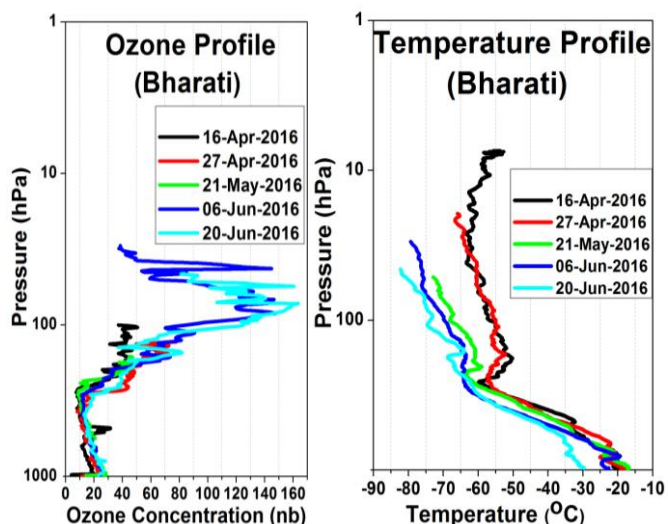 Ozone Profile
(Bharati)
16-Apr-2016
27-Apr-2016
21-May-2016
06-Jun-2016
20-Jun-2016
Pressure (hPa)
1
10
100
1000
0 20 40 60 80 100 120 140 160
Ozone Concentration (nb)
Temperature Profile
(Bharati)
16-Apr-2016
27-Apr-2016
21-May-2016
06-Jun-2016
20-Jun-2016
Pressure (hPa)
1
10
100
-90 -80 -70 -60 -50 -40 -30 -20 -10
Temperature (OC)